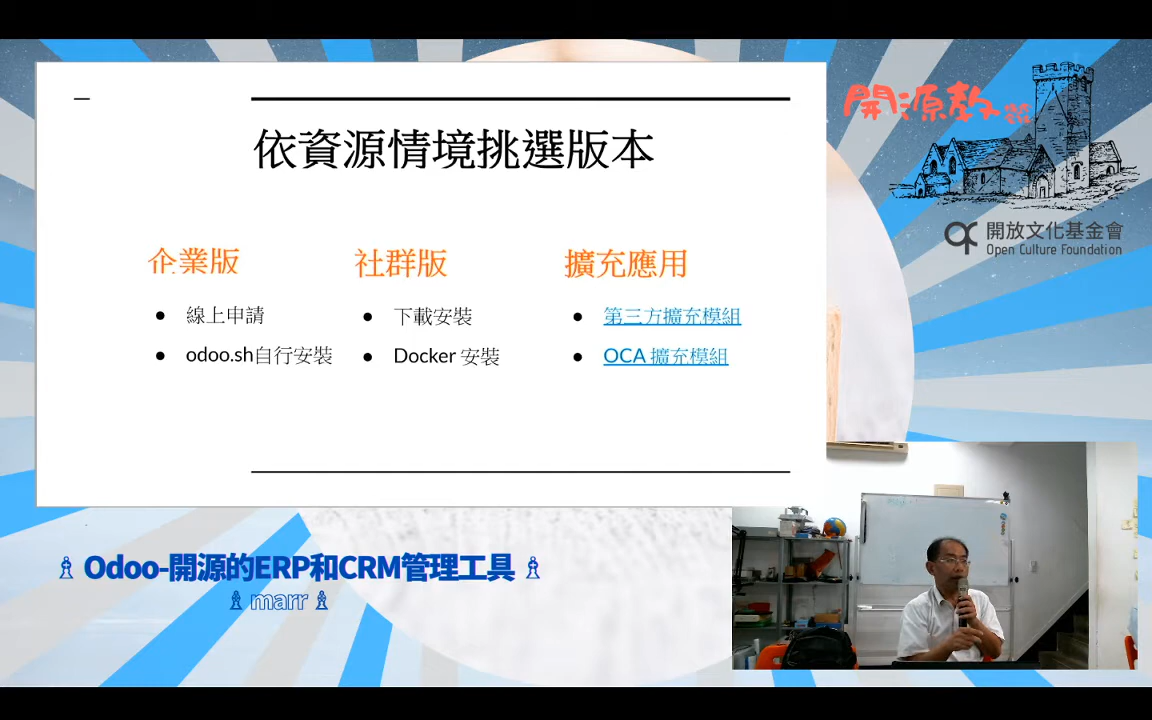 依資源情境挑選版本
企業版
線上申請
odoo.sh自行安裝
社群版
下載安裝
Docker 安裝
擴充應用
第三方擴充模組
OCA 擴充模組
開源教
開放文化基金會
Open Culture Foundation
Odoo-開源的ERP和CRM管理工具
marr